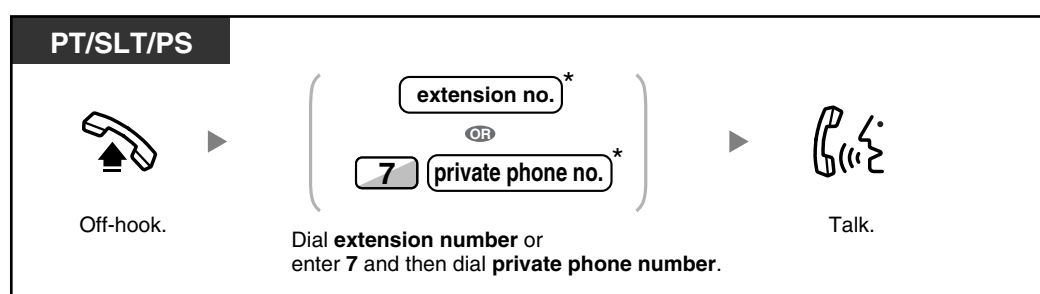 PT/SLT/PS
extension no.*
OR
7 private phone no.*
Off-hook.
Talk.
Dial extension number or
enter 7 and then dial private phone number.